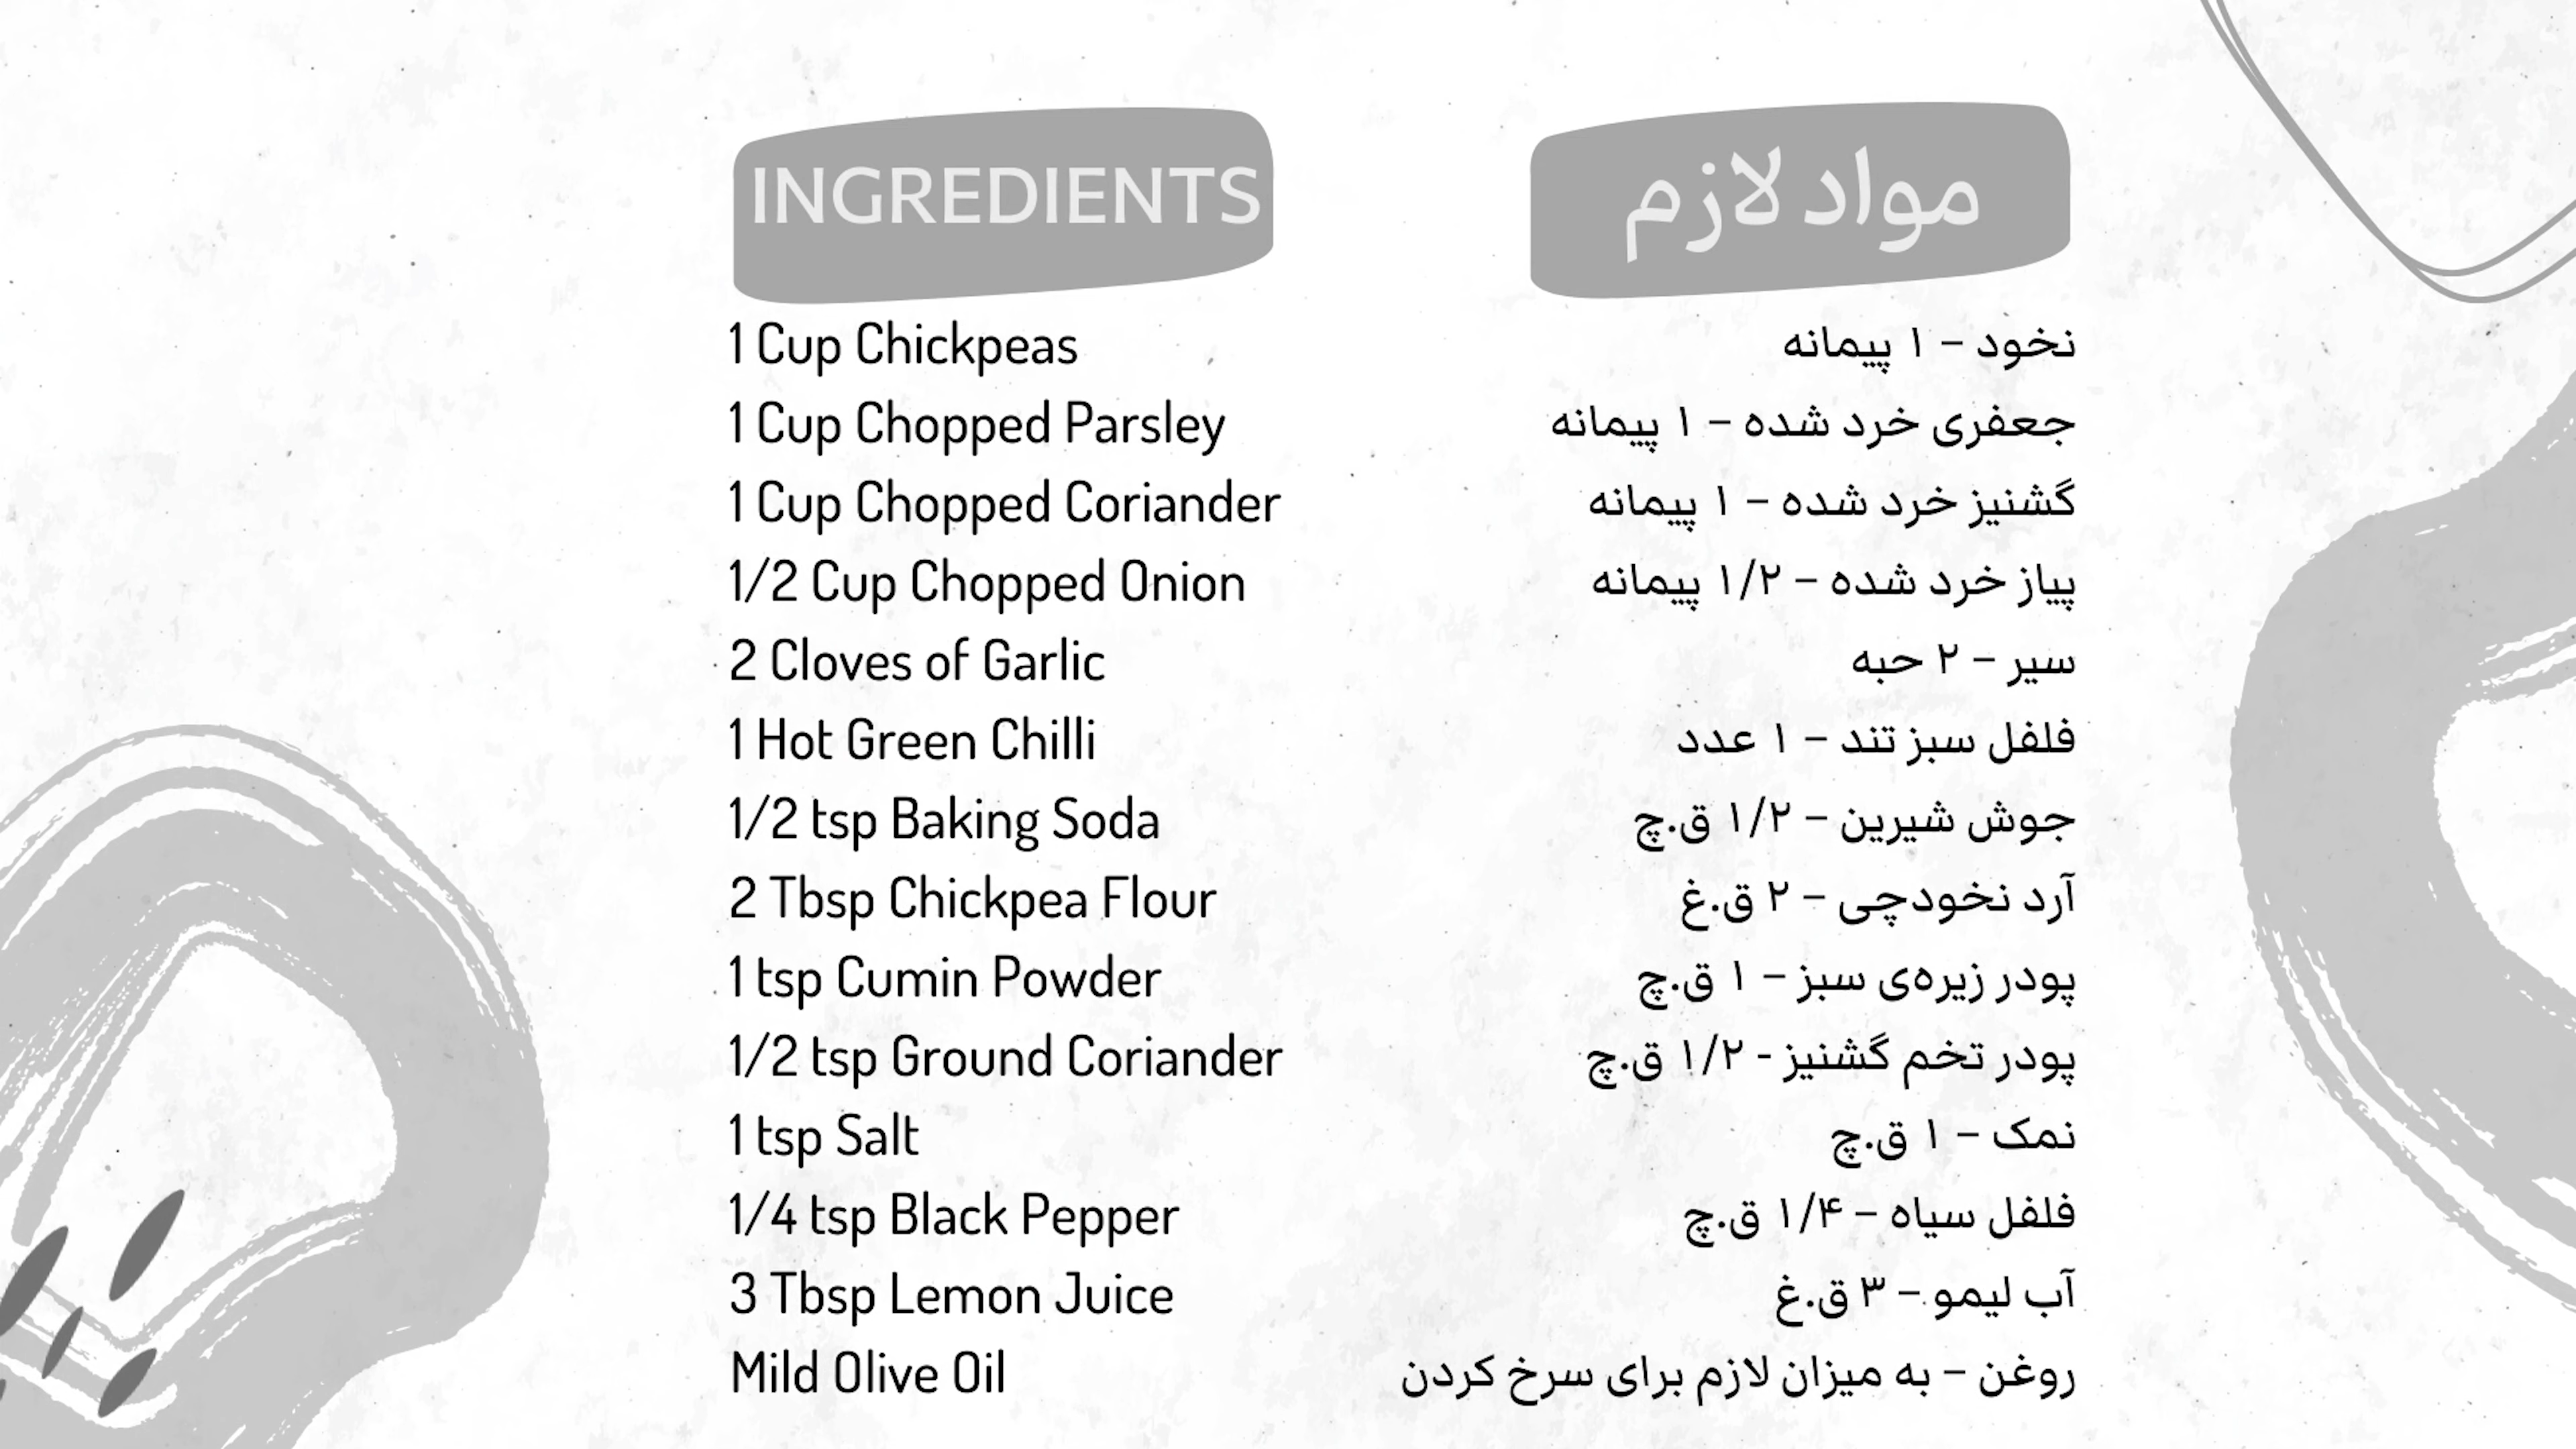 INGREDIENTS
1 Cup Chickpeas
1 Cup Chopped Parsley
1 Cup Chopped Coriander
1/2 Cup Chopped Onion
2 Cloves of Garlic
1 Hot Green Chilli
1/2 tsp Baking Soda
2 Tbsp Chickpea Flour
1 tsp Cumin Powder
1/2 tsp Ground Coriander
1 tsp Salt
1/4 tsp Black Pepper
3 Tbsp Lemon Juice
Mild Olive Oil
مواد لازم
نخود – ۱ پیمانه
جعفری خرد شده – ۱ پیمانه
گشنیز خرد شده – ۱ پیمانه
پیاز خرد شده – ۱/۲ پیمانه
سیر – ۲ حبه
فلفل سبز تند – ۱ عدد
جوش شیرین – ۱/۲ ق.چ
آرد نخودچی – ۲ ق.غ
پودر زیره‌ی سبز – ۱ ق.چ
پودر تخم گشنیز - ۱/۲ ق.چ
نمک – ۱ ق.چ
فلفل سیاه – ۱/۴ ق.چ
آب لیمو – ۳ ق.غ
روغن – به میزان لازم برای سرخ کردن